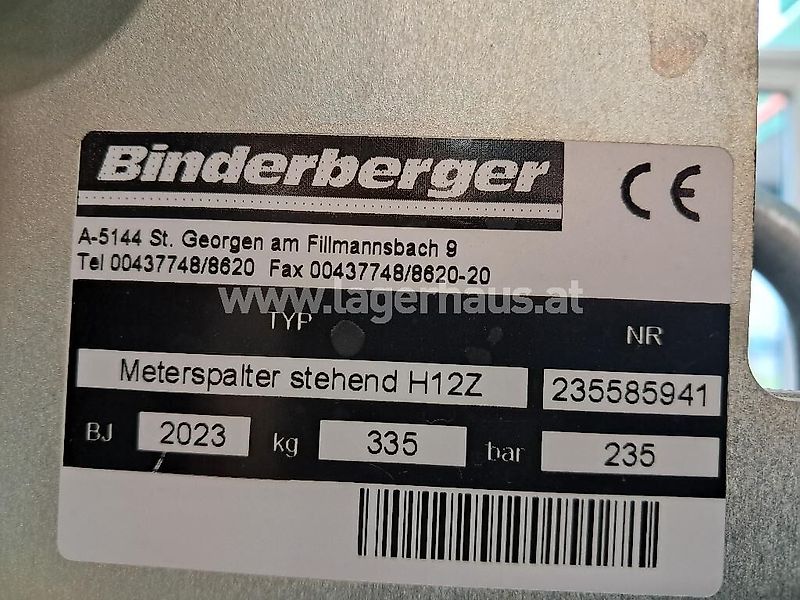 Binderberger
CE
A-5144 St. Georgen am Fillmannsbach 9
Tel 00437748/8620 Fax 00437748/8620-20
www.lagerhaus.at
TYP NR
Meterspalter stehend H12Z 235585941
BJ 2023 kg 335 bar 235